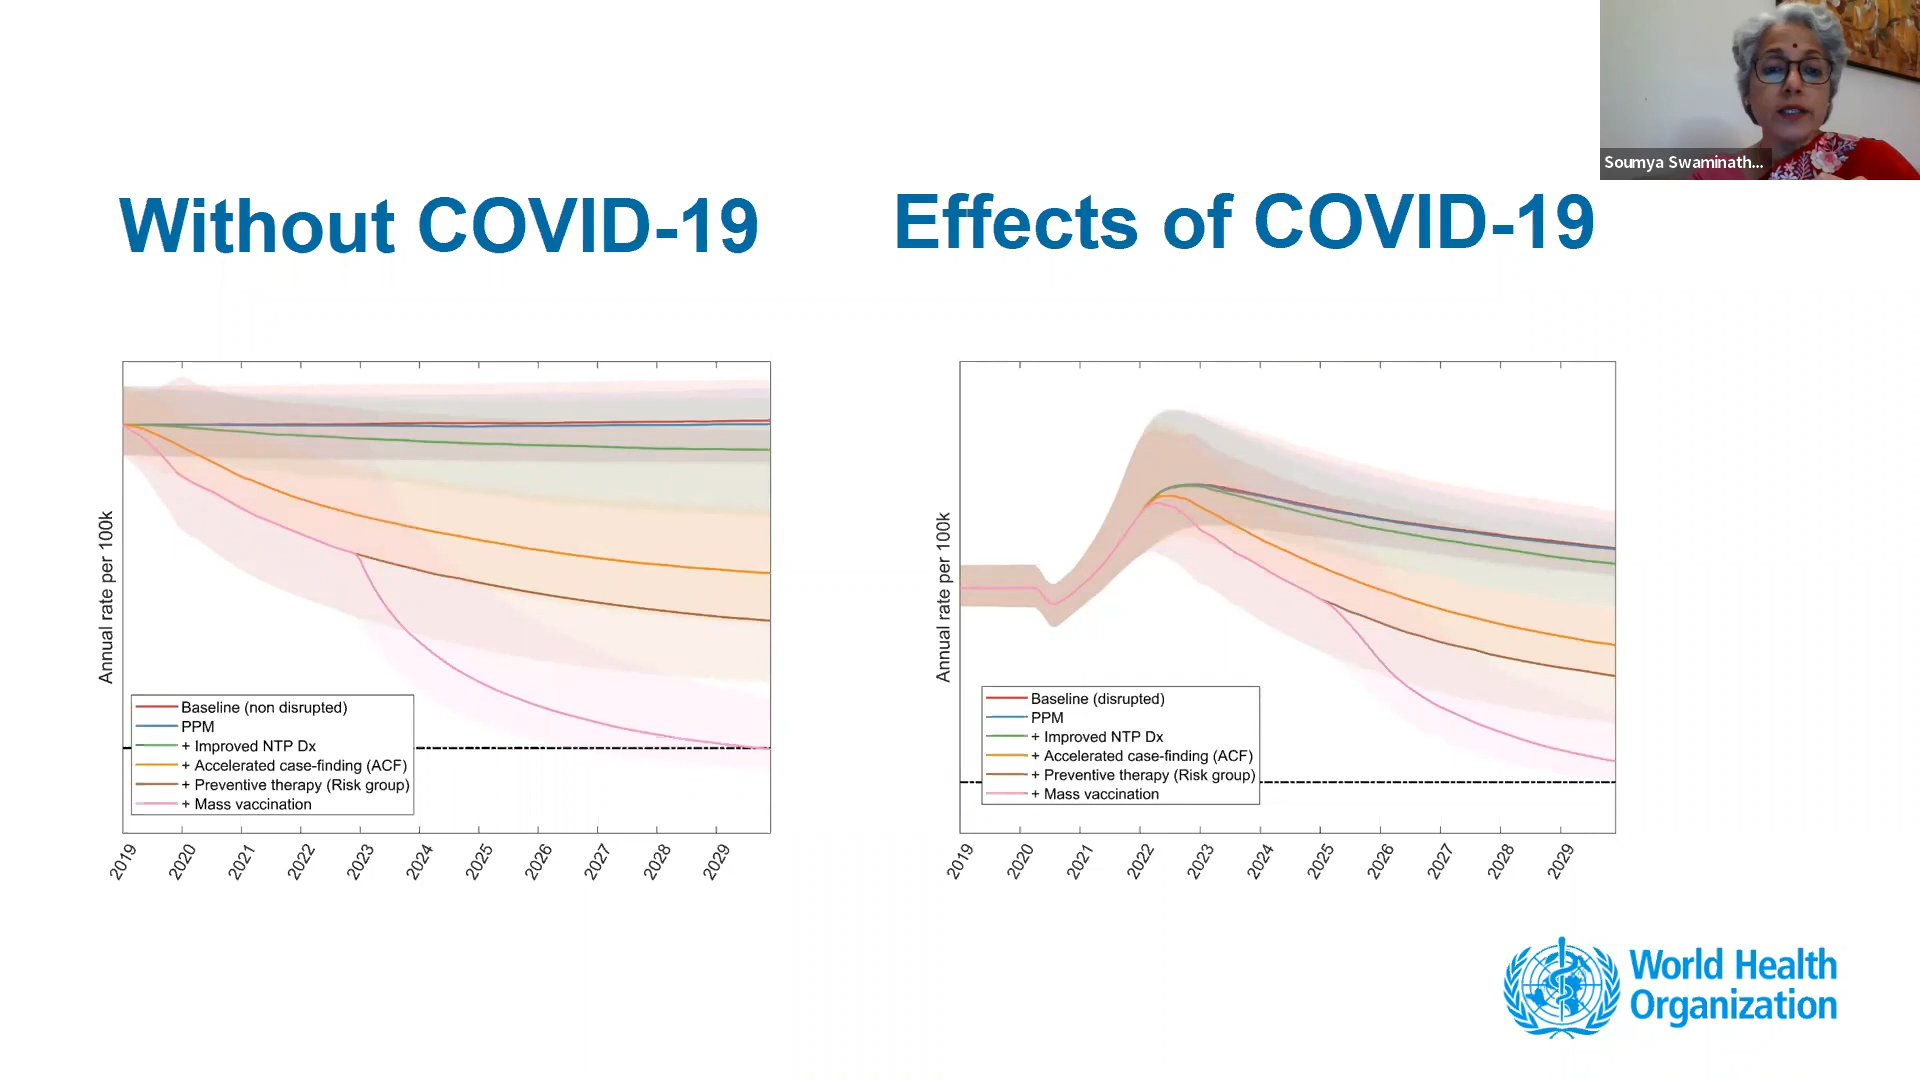 Soumya Swaminath...
Without COVID-19
Effects of COVID-19
Annual rate per 100k
Baseline (non disrupted)
PPM
+ Improved NTP Dx
+ Accelerated case-finding (ACF)
+ Preventive therapy (Risk group)
+ Mass vaccination
2019
2020
2021
2022
2023
2024
2025
2026
2027
2028
2029
Annual rate per 100k
Baseline (disrupted)
PPM
+ Improved NTP Dx
+ Accelerated case-finding (ACF)
+ Preventive therapy (Risk group)
+ Mass vaccination
2019
2020
2021
2022
2023
2024
2025
2026
2027
2028
2029
World Health
Organization